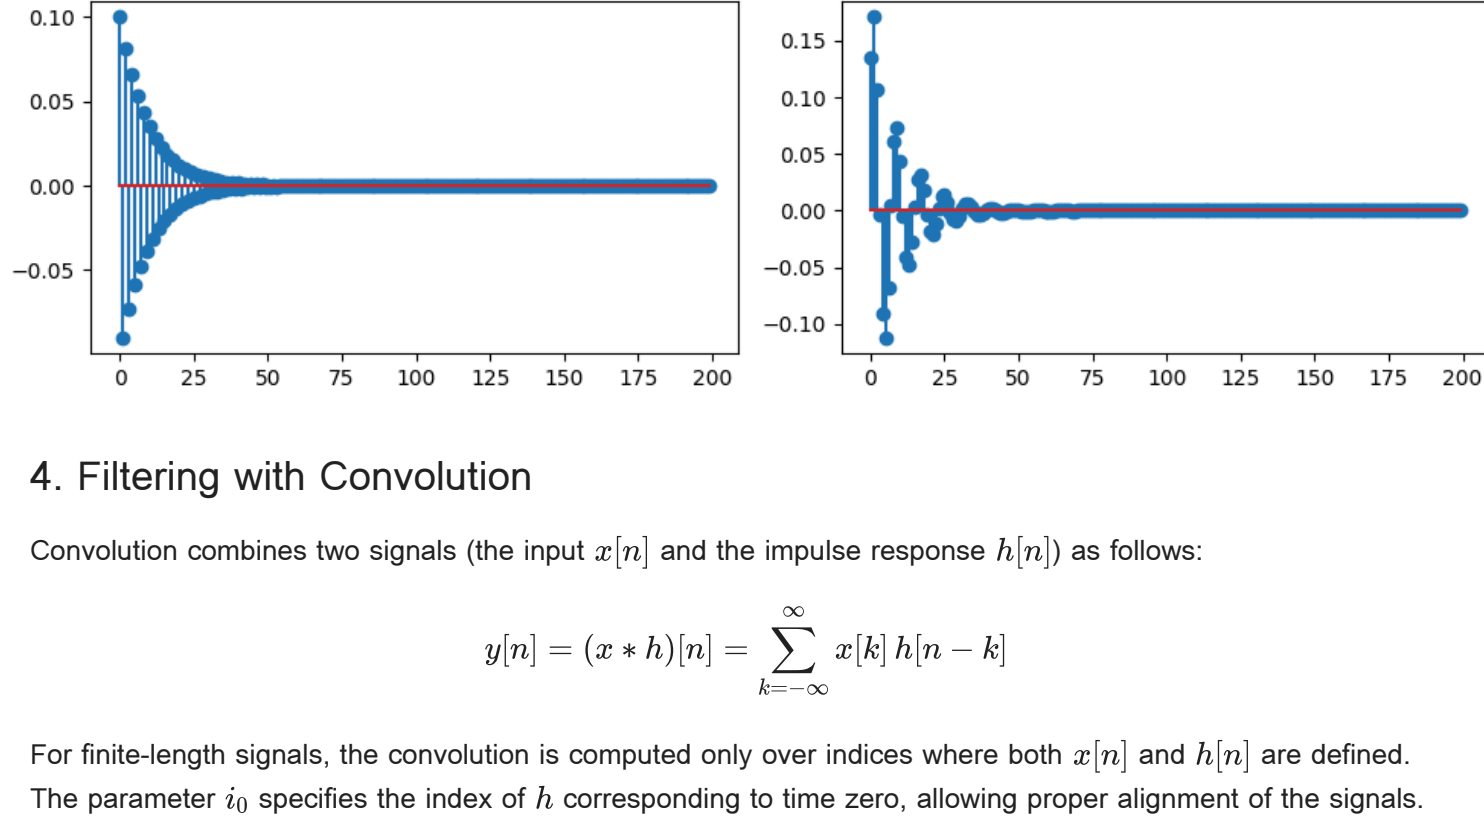 0.10
0.05
0.00
−0.05
0 25 50 75 100 125 150 175 200
0.15
0.10
0.05
0.00
−0.05
−0.10
0 25 50 75 100 125 150 175 200
4. Filtering with Convolution
Convolution combines two signals (the input x[n] and the impulse response h[n]) as follows:
y[n] = (x ∗ h)[n] = ∑_{k=−∞}^{∞} x[k] h[n − k]
For finite-length signals, the convolution is computed only over indices where both x[n] and h[n] are defined.
The parameter i₀ specifies the index of h corresponding to time zero, allowing proper alignment of the signals.